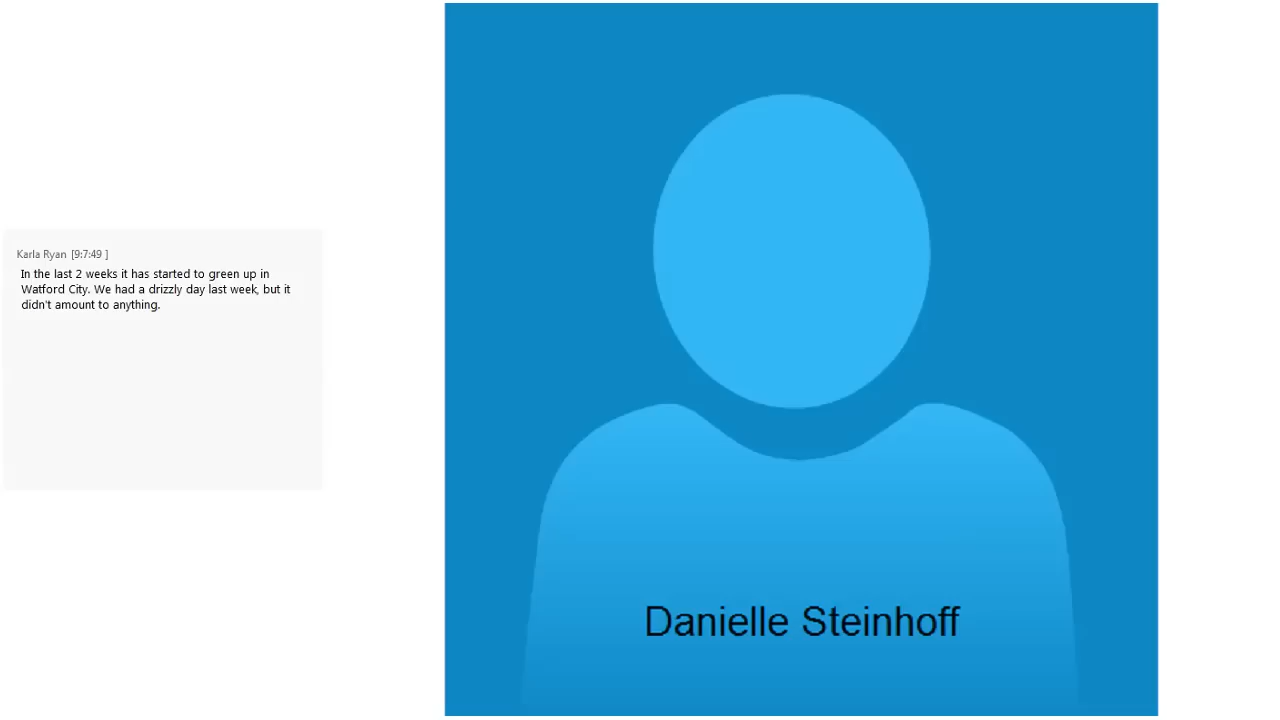 Karla Ryan [9:7:49 ]
In the last 2 weeks it has started to green up in
Watford City. We had a drizzly day last week, but it
didn't amount to anything.
Danielle Steinhoff